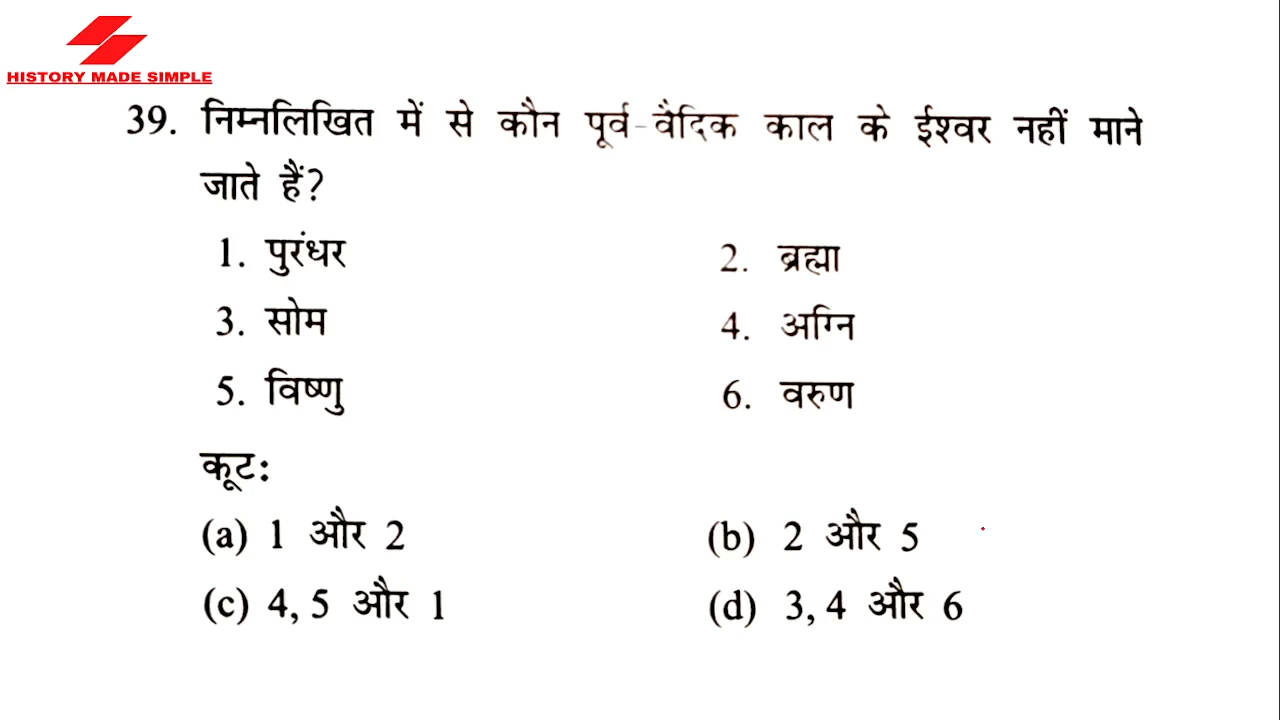 HISTORY MADE SIMPLE
39. निम्नलिखित में से कौन पूर्व-वैदिक काल के ईश्वर नहीं माने
जाते हैं?
1. पुरंधर
2. ब्रह्मा
3. सोम
4. अग्नि
5. विष्णु
6. वरुण
कूटः
(a) 1 और 2
(b) 2 और 5
(c) 4, 5 और 1
(d) 3, 4 और 6